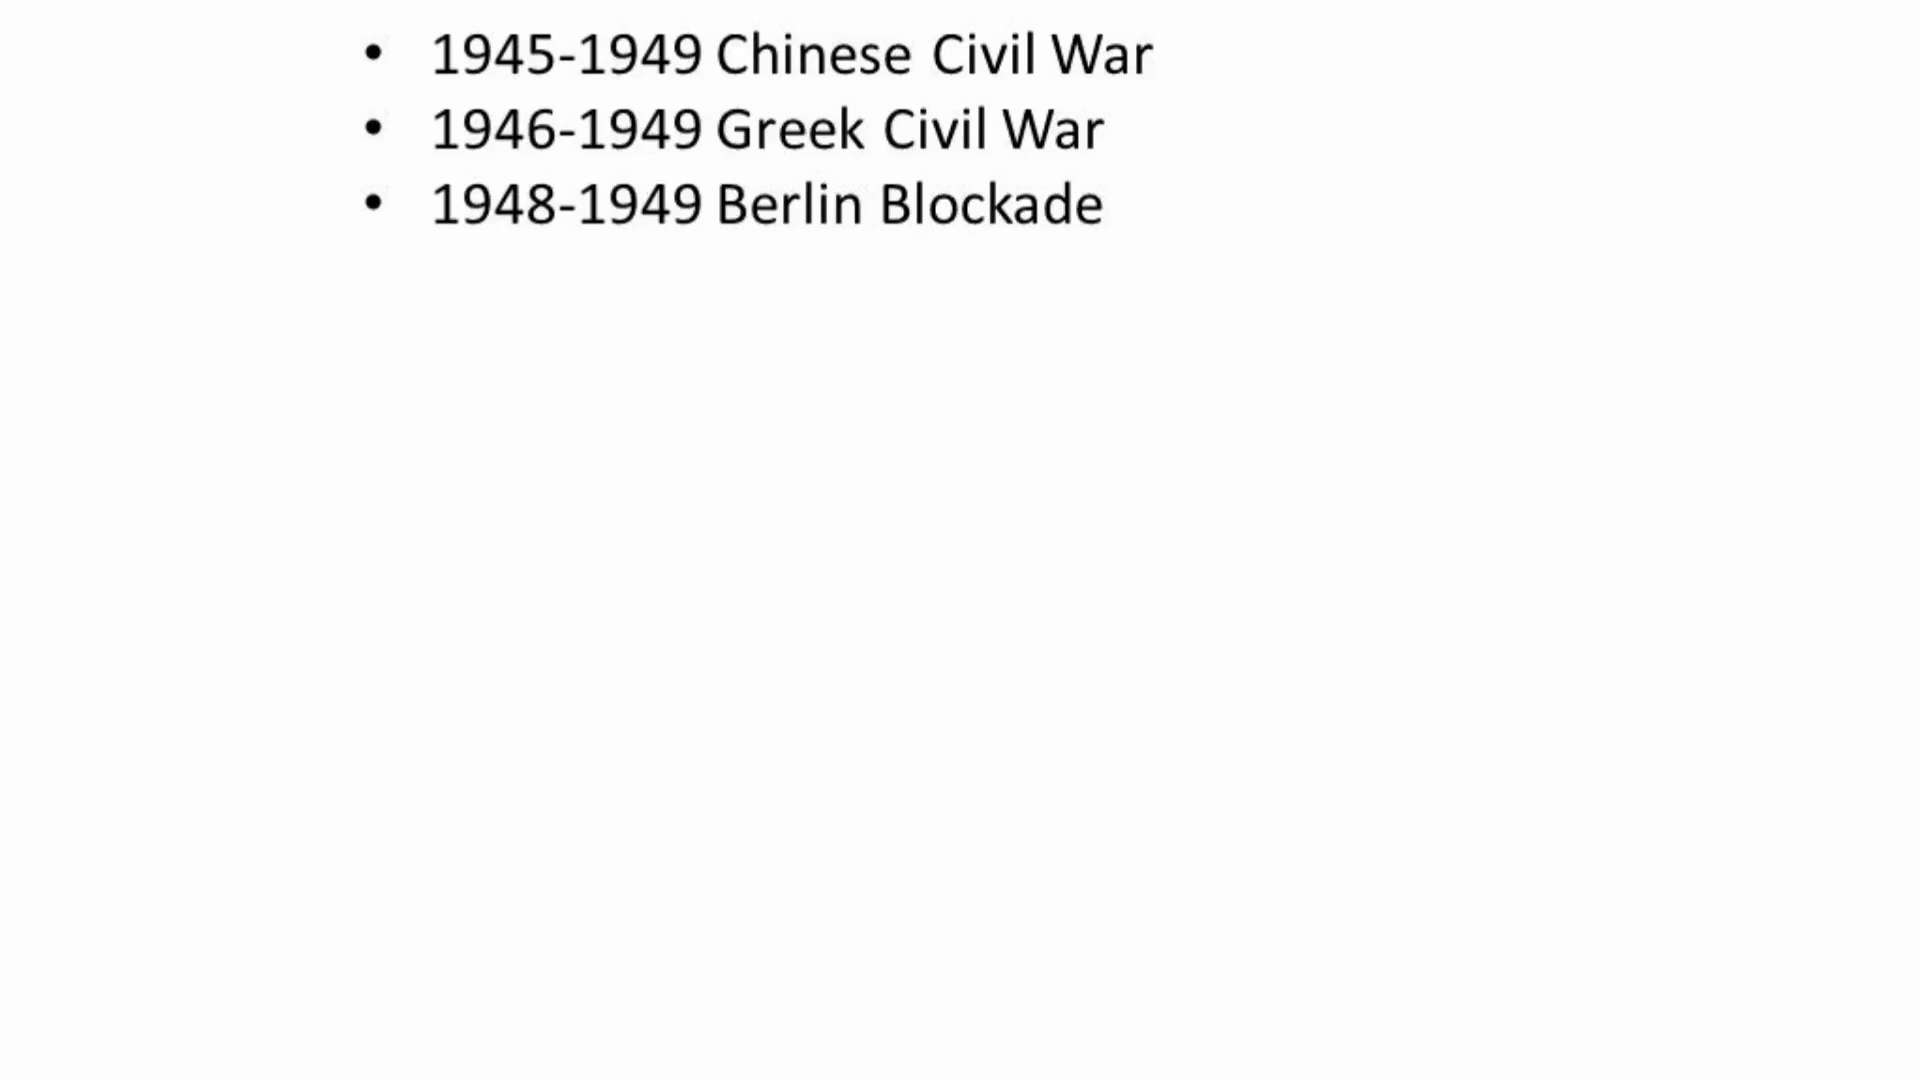 • 1945-1949 Chinese Civil War
• 1946-1949 Greek Civil War
• 1948-1949 Berlin Blockade